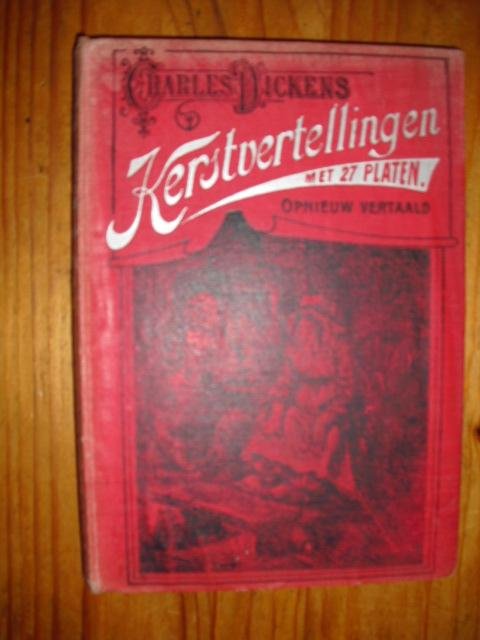 CHARLES DICKENS
Kerstvertellingen
MET 27 PLATEN.
OPNIEUW VERTAALD